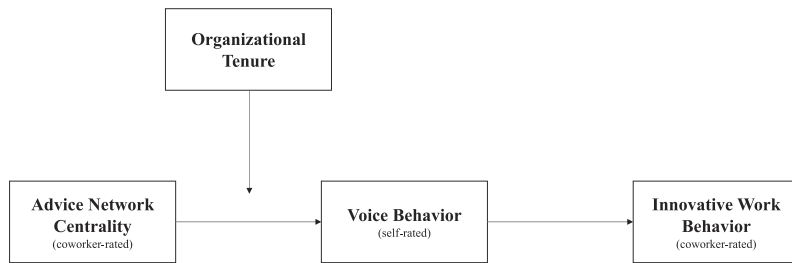 Organizational
Tenure
Advice Network
Centrality
(coworker-rated)
Voice Behavior
(self-rated)
Innovative Work
Behavior
(coworker-rated)